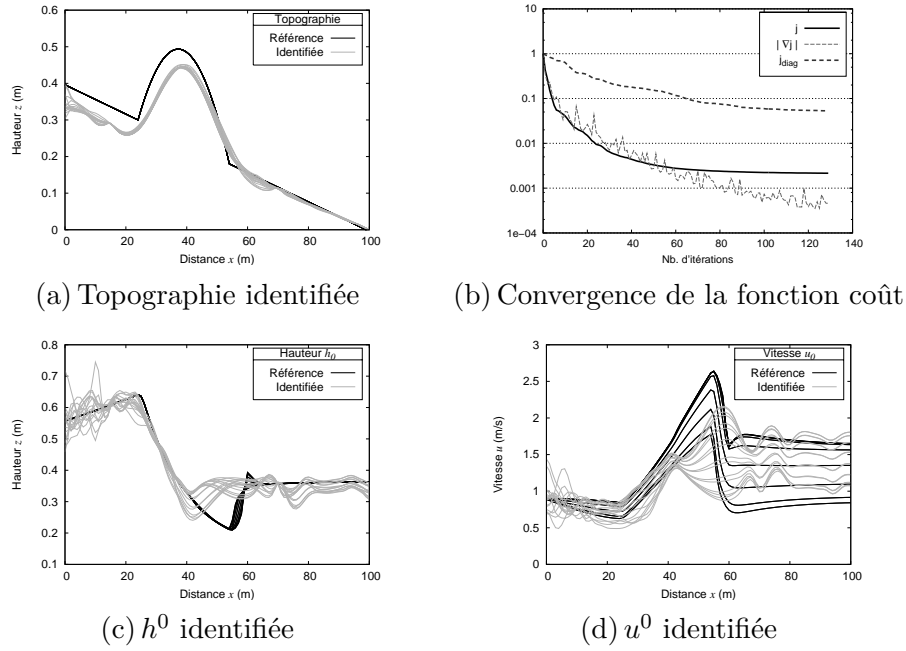 Topographie
Référence
Identifiée
Hauteur z (m)
0.6
0.5
0.4
0.3
0.2
0.1
0
0 20 40 60 80 100
Distance x (m)
(a) Topographie identifiée
j
| ∇j |
j_diag
10
1
0.1
0.01
0.001
1e-04
0 20 40 60 80 100 120 140
Nb. d'itérations
(b) Convergence de la fonction coût
Hauteur h_0
Référence
Identifiée
Hauteur z (m)
0.8
0.7
0.6
0.5
0.4
0.3
0.2
0.1
0 20 40 60 80 100
Distance x (m)
(c) h^0 identifiée
Vitesse u_0
Référence
Identifiée
Vitesse u (m/s)
3
2.5
2
1.5
1
0.5
0
0 20 40 60 80 100
Distance x (m)
(d) u^0 identifiée